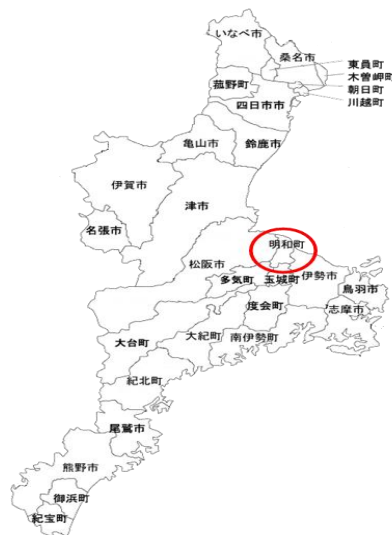 いなべ市
桑名市
東員町
木曽岬町
朝日町
川越町
菰野町
四日市市
亀山市
鈴鹿市
伊賀市
津市
名張市
明和町
松阪市
伊勢市
多気町
玉城町
鳥羽市
度会町
志摩市
大台町
大紀町
南伊勢町
紀北町
尾鷲市
熊野市
御浜町
紀宝町